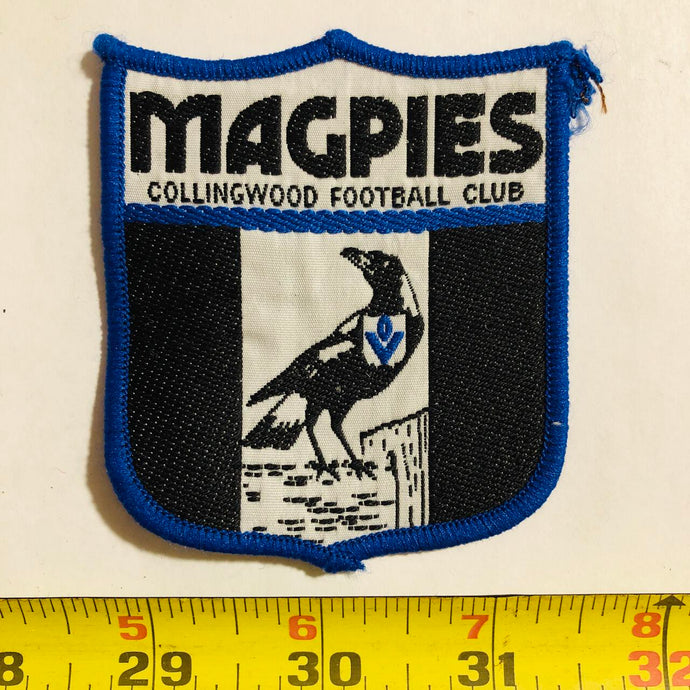 MAGPIES
COLLINGWOOD FOOTBALL CLUB
V
5 6 7 8
8 29 30 31 32